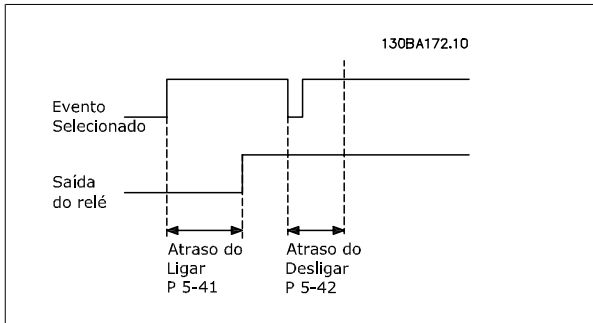 130BA172.10
Evento
Selecionado
Saída
do relé
Atraso do
Ligar
P 5-41
Atraso do
Desligar
P 5-42